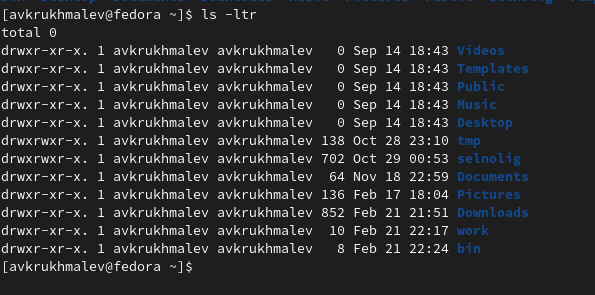 [avkrukhmalev@fedora ~]$ ls -ltr
total 0
drwxr-xr-x. 1 avkrukhmalev avkrukhmalev   0 Sep 14 18:43 Videos
drwxr-xr-x. 1 avkrukhmalev avkrukhmalev   0 Sep 14 18:43 Templates
drwxr-xr-x. 1 avkrukhmalev avkrukhmalev   0 Sep 14 18:43 Public
drwxr-xr-x. 1 avkrukhmalev avkrukhmalev   0 Sep 14 18:43 Music
drwxr-xr-x. 1 avkrukhmalev avkrukhmalev   0 Sep 14 18:43 Desktop
drwxrwxr-x. 1 avkrukhmalev avkrukhmalev 138 Oct 28 23:10 tmp
drwxrwxr-x. 1 avkrukhmalev avkrukhmalev 702 Oct 29 00:53 selnolig
drwxr-xr-x. 1 avkrukhmalev avkrukhmalev  64 Nov 18 22:59 Documents
drwxr-xr-x. 1 avkrukhmalev avkrukhmalev 136 Feb 17 18:04 Pictures
drwxr-xr-x. 1 avkrukhmalev avkrukhmalev 852 Feb 21 21:51 Downloads
drwxr-xr-x. 1 avkrukhmalev avkrukhmalev  10 Feb 21 22:17 work
drwxr-xr-x. 1 avkrukhmalev avkrukhmalev   8 Feb 21 22:24 bin
[avkrukhmalev@fedora ~]$